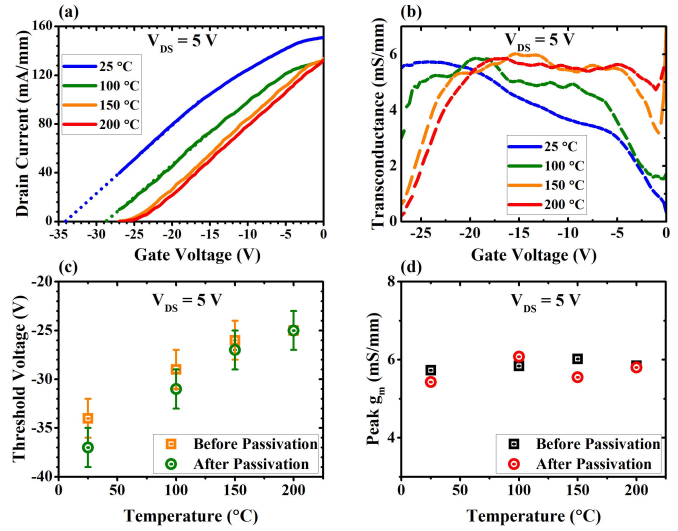 (a)
V_DS = 5 V
25 °C
100 °C
150 °C
200 °C
Drain Current (mA/mm)
160
120
80
40
0
-35 -30 -25 -20 -15 -10 -5 0
Gate Voltage (V)
(b)
V_DS = 5 V
25 °C
100 °C
150 °C
200 °C
Transconductance (mS/mm)
6
4
2
0
-25 -20 -15 -10 -5 0
Gate Voltage (V)
(c)
V_DS = 5 V
Threshold Voltage (V)
-20
-25
-30
-35
-40
Before Passivation
After Passivation
0 50 100 150 200
Temperature (°C)
(d)
V_DS = 5 V
Peak g_m (mS/mm)
8
6
4
Before Passivation
After Passivation
0 50 100 150 200
Temperature (°C)